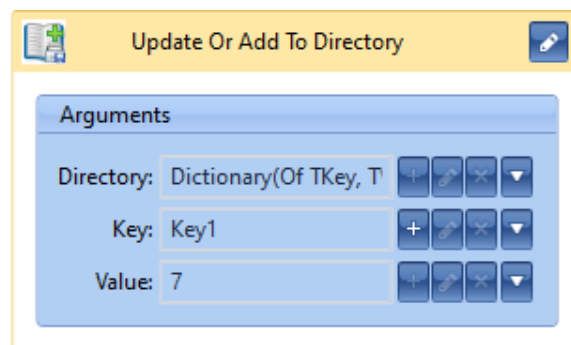 Update Or Add To Directory
Arguments
Directory: Dictionary(Of TKey, T
Key: Key1
Value: 7